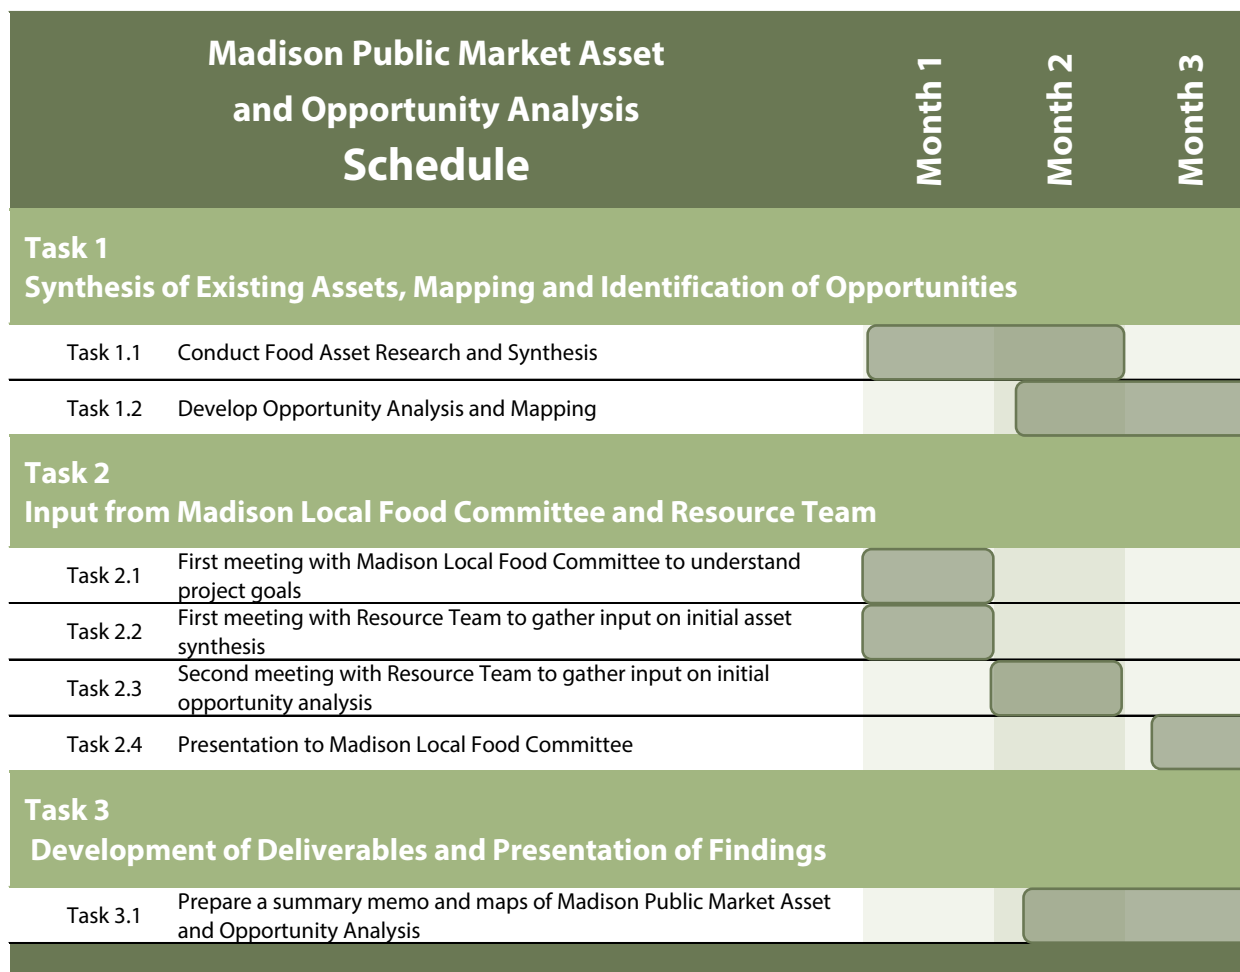 Madison Public Market Asset
and Opportunity Analysis
Schedule
Month 1
Month 2
Month 3
Task 1
Synthesis of Existing Assets, Mapping and Identification of Opportunities
Task 1.1 Conduct Food Asset Research and Synthesis
Task 1.2 Develop Opportunity Analysis and Mapping
Task 2
Input from Madison Local Food Committee and Resource Team
Task 2.1 First meeting with Madison Local Food Committee to understand
project goals
Task 2.2 First meeting with Resource Team to gather input on initial asset
synthesis
Task 2.3 Second meeting with Resource Team to gather input on initial
opportunity analysis
Task 2.4 Presentation to Madison Local Food Committee
Task 3
Development of Deliverables and Presentation of Findings
Task 3.1 Prepare a summary memo and maps of Madison Public Market Asset
and Opportunity Analysis